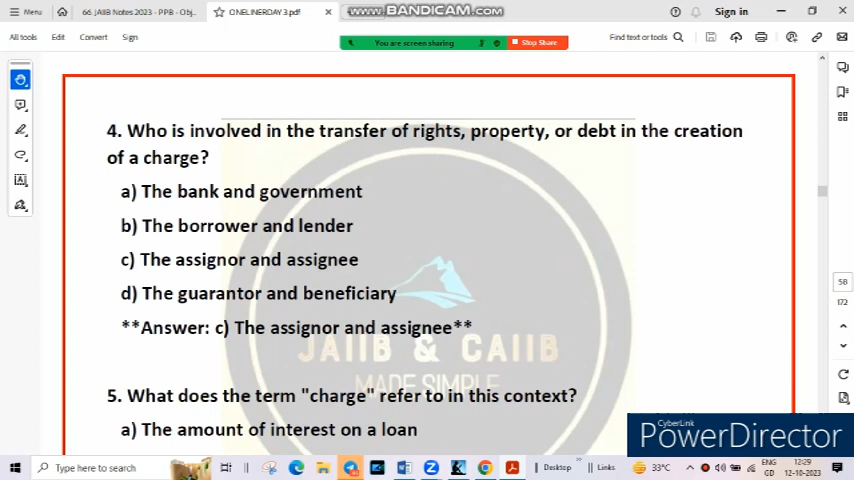 Menu
66. JAIIB Notes 2023 - PPB - Obj...
ONELINERDAY 3.pdf
www.BANDICAM.com
Sign in
All tools
Edit
Convert
Sign
You are screen sharing
Stop Share
Find text or tools
4. Who is involved in the transfer of rights, property, or debt in the creation
of a charge?
a) The bank and government
b) The borrower and lender
c) The assignor and assignee
d) The guarantor and beneficiary
**Answer: c) The assignor and assignee**
JAIIB & CAIIB
MADE SIMPLE
5. What does the term "charge" refer to in this context?
a) The amount of interest on a loan
58
172
CyberLink
PowerDirector
Type here to search
Desktop
Links
33°C
ENG
GD
12:29
12-10-2023